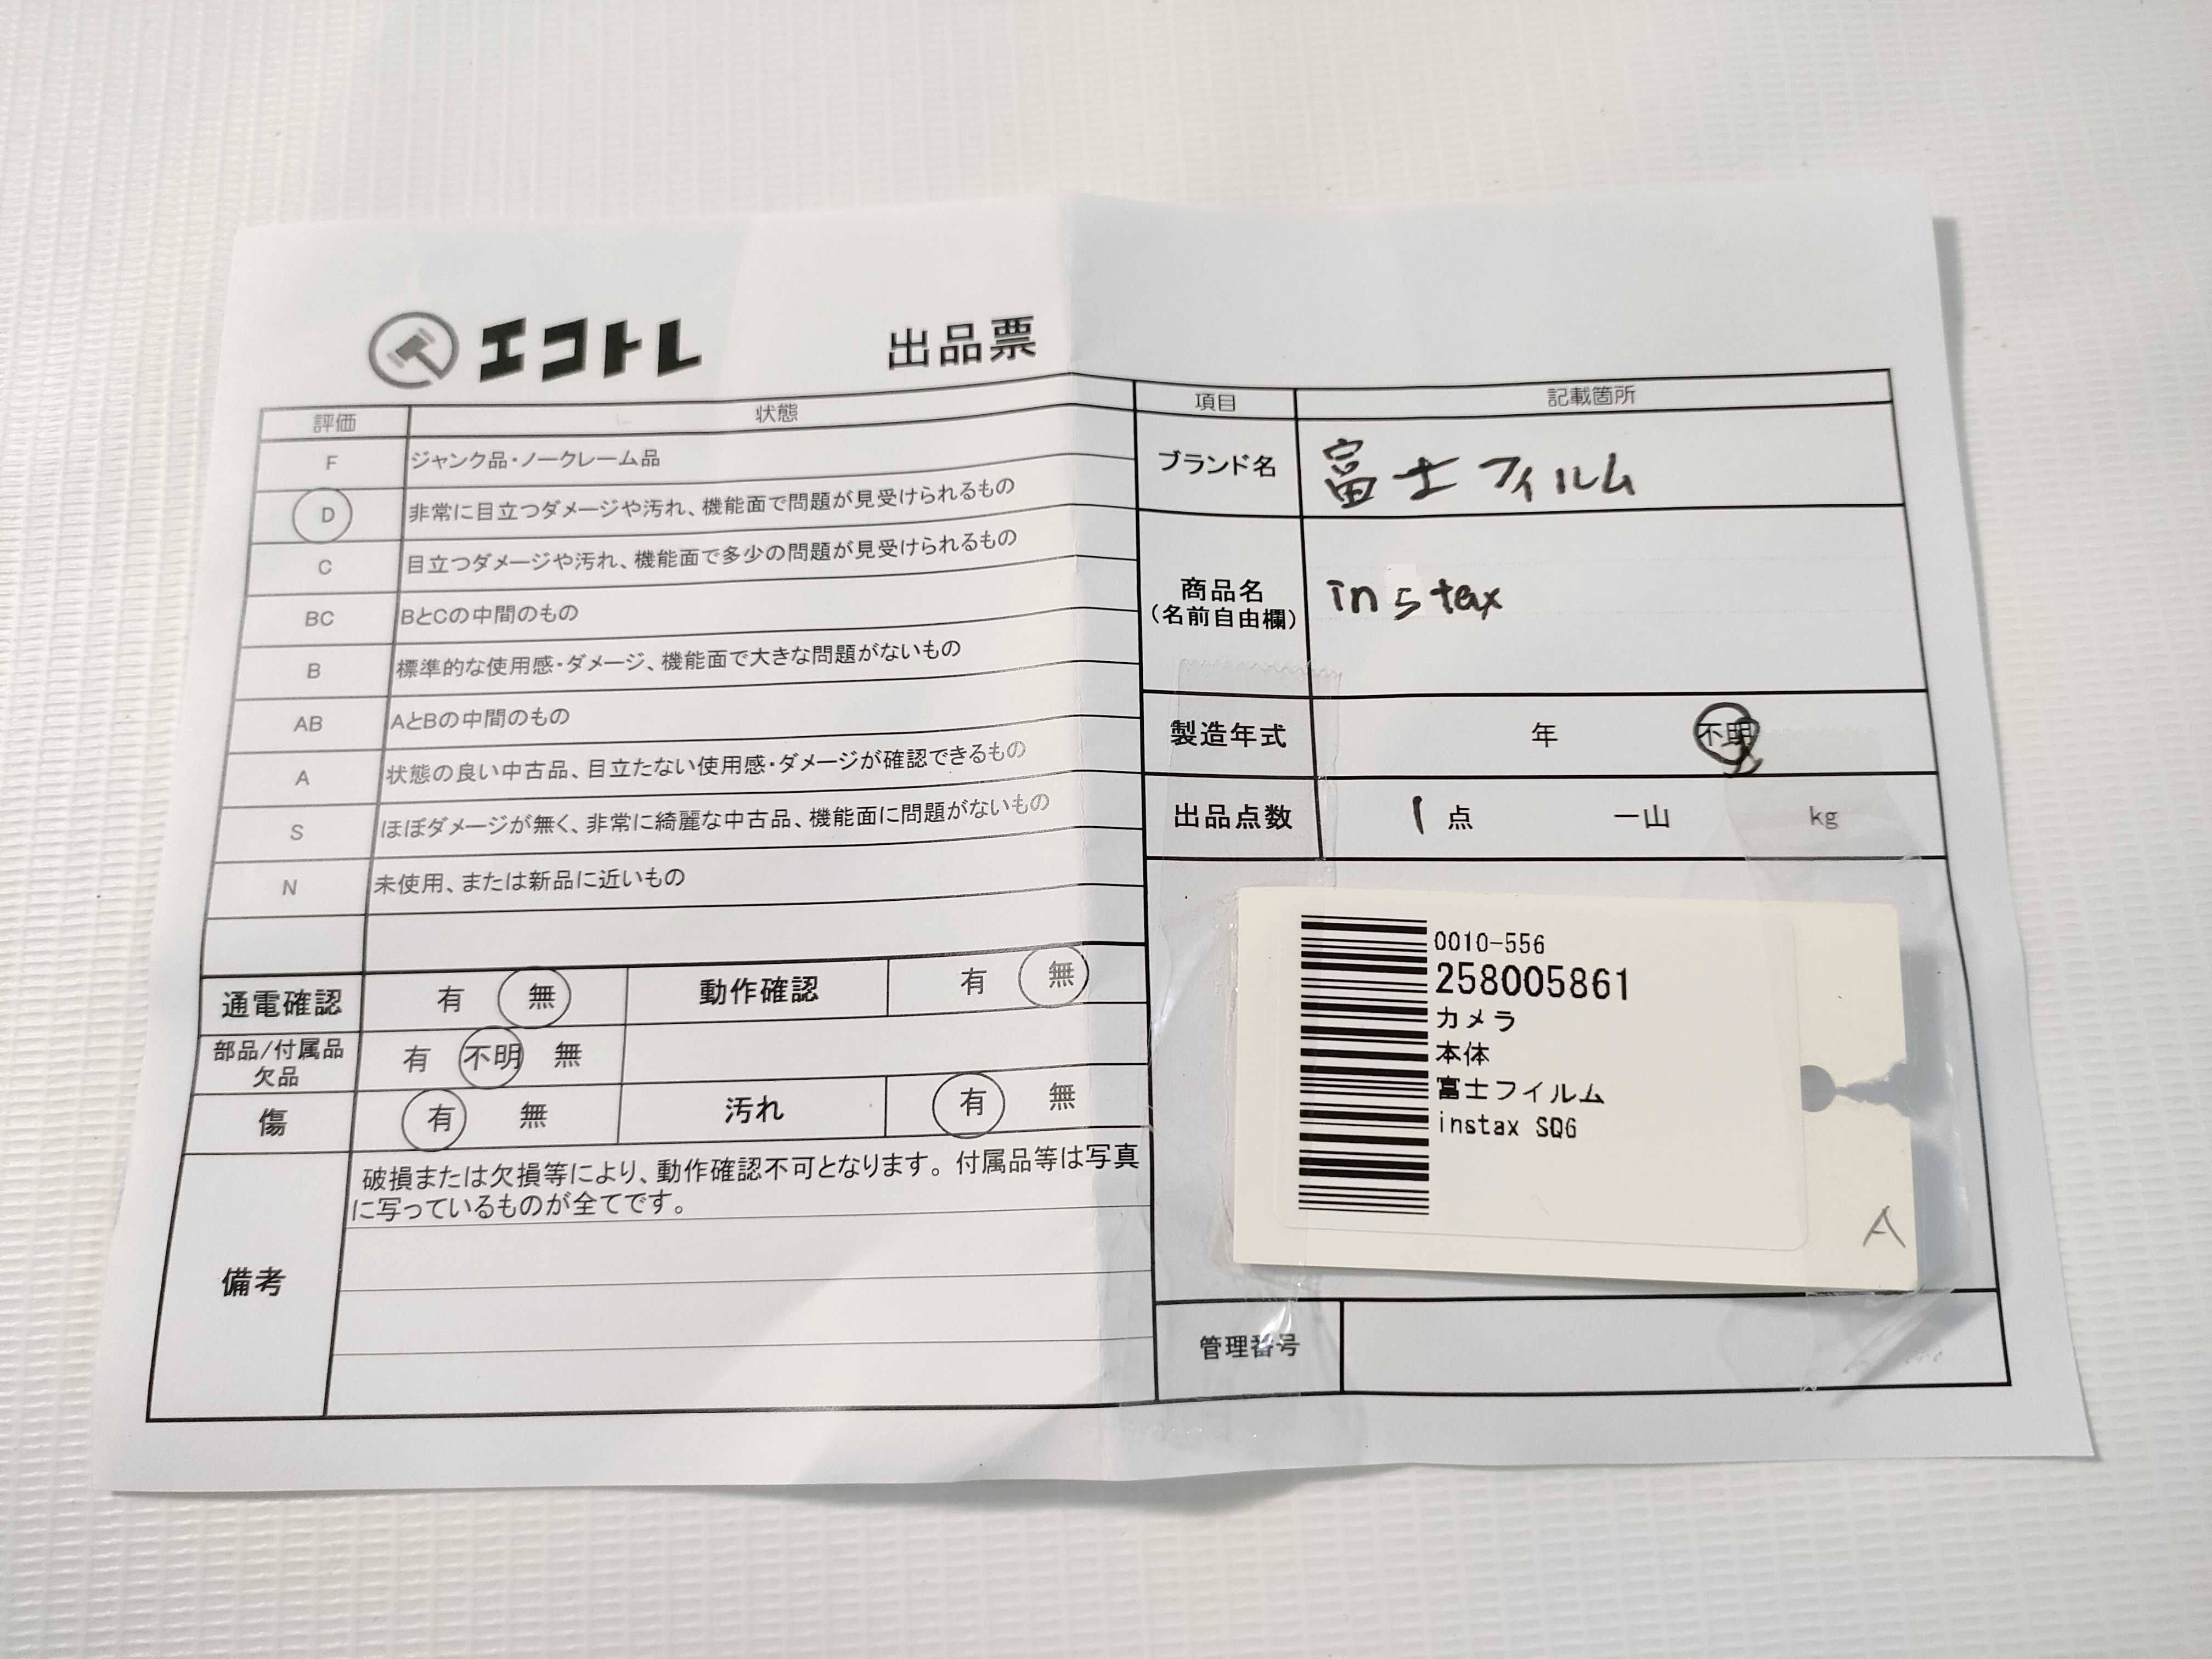 エコトレ 出品票
評価 状態
F ジャンク品・ノークレーム品
D 非常に目立つダメージや汚れ、機能面で問題が見受けられるもの
C 目立つダメージや汚れ、機能面で多少の問題が見受けられるもの
BC BとCの中間のもの
B 標準的な使用感・ダメージ、機能面で大きな問題がないもの
AB AとBの中間のもの
A 状態の良い中古品、目立たない使用感・ダメージが確認できるもの
S ほぼダメージが無く、非常に綺麗な中古品、機能面に問題がないもの
N 未使用、または新品に近いもの
通電確認 有 無 動作確認 有 無
部品/付属品
欠品 有 不明 無
傷 有 無 汚れ 有 無
備考
破損または欠損等により、動作確認不可となります。付属品等は写真
に写っているものが全てです。
項目 記載箇所
ブランド名 富士フィルム
商品名
(名前自由欄) instax
製造年式 年 不明
出品点数 1 点 一山 kg
0010-556
258005861
カメラ
本体
富士フイルム
instax SQ6
A
管理番号